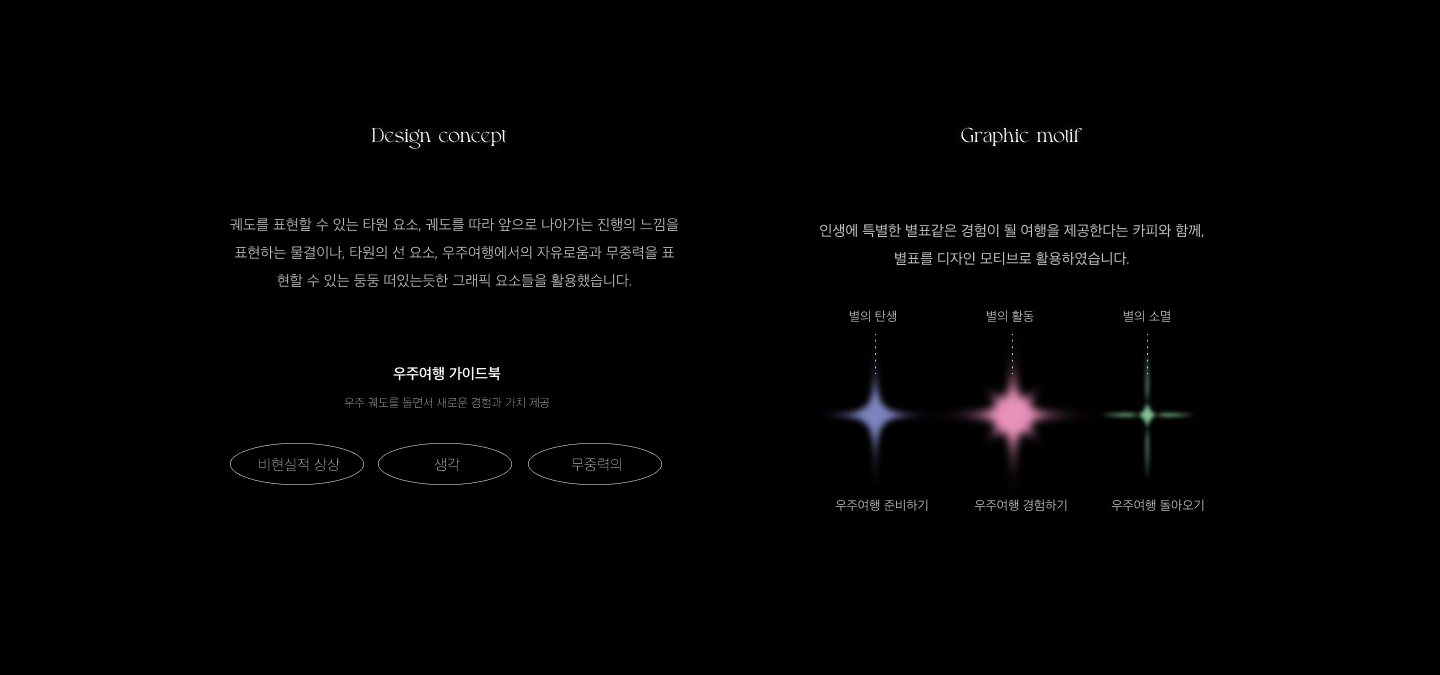 Design concept
궤도를 표현할 수 있는 타원 요소, 궤도를 따라 앞으로 나아가는 진행의 느낌을
표현하는 물결이나, 타원의 선 요소, 우주여행에서의 자유로움과 무중력을 표
현할 수 있는 둥둥 떠있는듯한 그래픽 요소들을 활용했습니다.
우주여행 가이드북
우주 궤도를 돌면서 새로운 경험과 가치 제공
비현실적 상상
생각
무중력의
Graphic motif
인생에 특별한 별표같은 경험이 될 여행을 제공한다는 카피와 함께,
별표를 디자인 모티브로 활용하였습니다.
별의 탄생
별의 활동
별의 소멸
우주여행 준비하기
우주여행 경험하기
우주여행 돌아오기